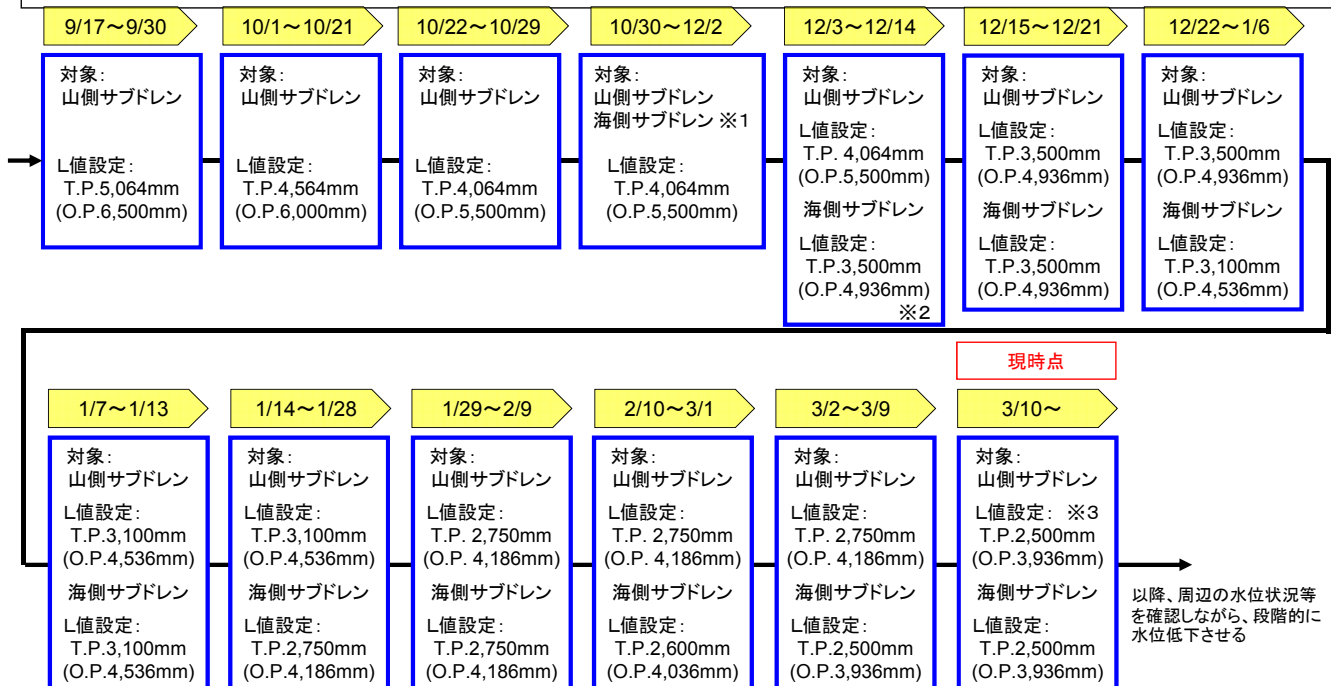 9/17～9/30
対象：
山側サブドレン
L値設定：
T.P.5,064mm
(O.P.6,500mm)
10/1～10/21
対象：
山側サブドレン
L値設定：
T.P.4,564mm
(O.P.6,000mm)
10/22～10/29
対象：
山側サブドレン
L値設定：
T.P.4,064mm
(O.P.5,500mm)
10/30～12/2
対象：
山側サブドレン
海側サブドレン ※1
L値設定：
T.P.4,064mm
(O.P.5,500mm)
12/3～12/14
対象：
山側サブドレン
L値設定：
T.P. 4,064mm
(O.P.5,500mm)
海側サブドレン
L値設定：
T.P.3,500mm
(O.P.4,936mm)
※2
12/15～12/21
対象：
山側サブドレン
L値設定：
T.P.3,500mm
(O.P.4,936mm)
海側サブドレン
L値設定：
T.P.3,500mm
(O.P.4,936mm)
12/22～1/6
対象：
山側サブドレン
L値設定：
T.P.3,500mm
(O.P.4,936mm)
海側サブドレン
L値設定：
T.P.3,100mm
(O.P.4,536mm)
1/7～1/13
対象：
山側サブドレン
L値設定：
T.P.3,100mm
(O.P.4,536mm)
海側サブドレン
L値設定：
T.P.3,100mm
(O.P.4,536mm)
1/14～1/28
対象：
山側サブドレン
L値設定：
T.P.3,100mm
(O.P.4,536mm)
海側サブドレン
L値設定：
T.P.2,750mm
(O.P.4,186mm)
1/29～2/9
対象：
山側サブドレン
L値設定：
T.P. 2,750mm
(O.P. 4,186mm)
海側サブドレン
L値設定：
T.P.2,750mm
(O.P.4,186mm)
2/10～3/1
対象：
山側サブドレン
L値設定：
T.P. 2,750mm
(O.P. 4,186mm)
海側サブドレン
L値設定：
T.P.2,600mm
(O.P.4,036mm)
3/2～3/9
対象：
山側サブドレン
L値設定：
T.P. 2,750mm
(O.P. 4,186mm)
海側サブドレン
L値設定：
T.P.2,500mm
(O.P.3,936mm)
現時点
3/10～
対象：
山側サブドレン
L値設定： ※3
T.P.2,500mm
(O.P.3,936mm)
海側サブドレン
L値設定：
T.P.2,500mm
(O.P.3,936mm)
以降、周辺の水位状況等
を確認しながら、段階的に
水位低下させる